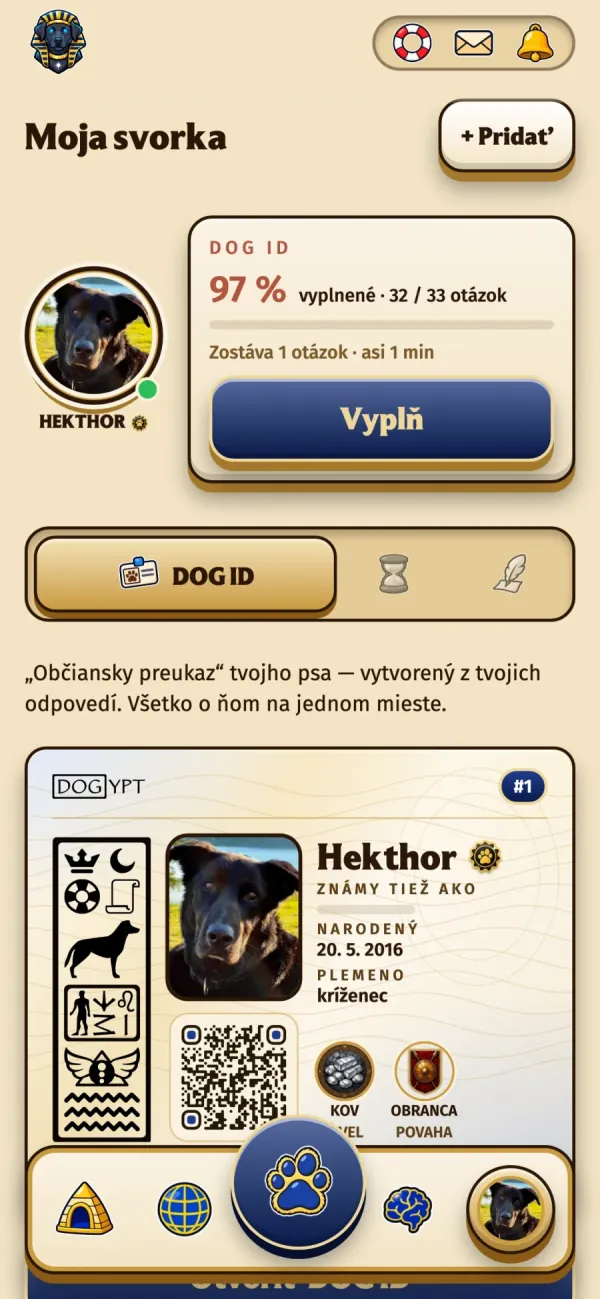 Moja svorka
+ Pridať
DOG ID
97 % vyplnené · 32 / 33 otázok
Zostáva 1 otázok · asi 1 min
Vyplň
HEKTHOR
DOG ID
„Občiansky preukaz“ tvojho psa — vytvorený z tvojich
odpovedí. Všetko o ňom na jednom mieste.
DOGYPT
#1
Hekthor
ZNÁMY TIEŽ AKO
NARODENÝ
20. 5. 2016
PLEMENO
kríženec
KOV
OBRANCA
POVAHA